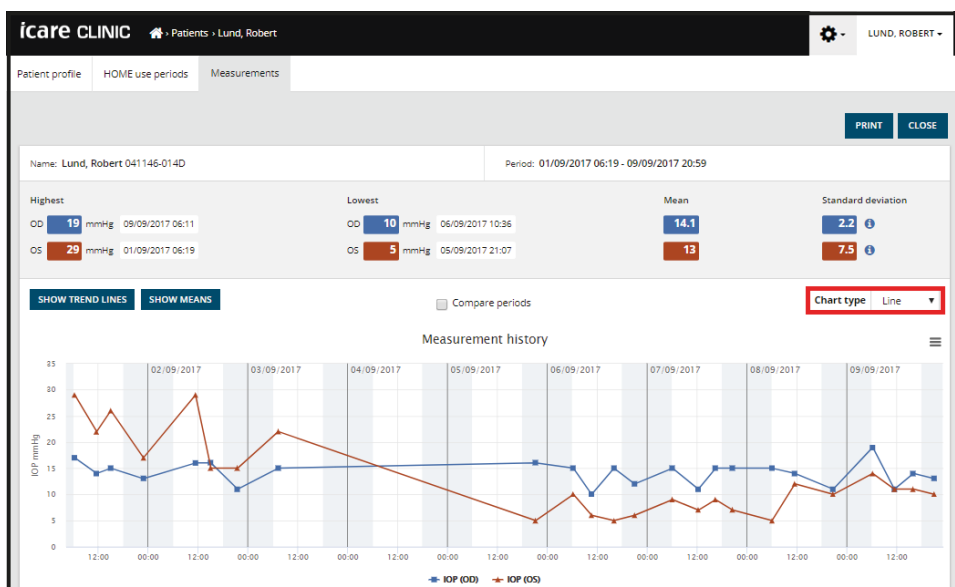 icare CLINIC › Patients › Lund, Robert LUND, ROBERT
Patient profile HOME use periods Measurements
PRINT CLOSE
Name: Lund, Robert 041146-014D Period: 01/09/2017 06:19 - 09/09/2017 20:59
Highest Lowest Mean Standard deviation
OD 19 mmHg 09/09/2017 06:11 OD 10 mmHg 06/09/2017 10:36 14.1 2.2
OS 29 mmHg 01/09/2017 06:19 OS 5 mmHg 05/09/2017 21:07 13 7.5
SHOW TREND LINES SHOW MEANS Compare periods Chart type Line
Measurement history
35
02/09/2017 03/09/2017 04/09/2017 05/09/2017 06/09/2017 07/09/2017 08/09/2017 09/09/2017
30
25
20
15
10
5
0
IOP mmHg
12:00 00:00 12:00 00:00 12:00 00:00 12:00 00:00 12:00 00:00 12:00 00:00 12:00 00:00 12:00 00:00 12:00
IOP (OD) IOP (OS)